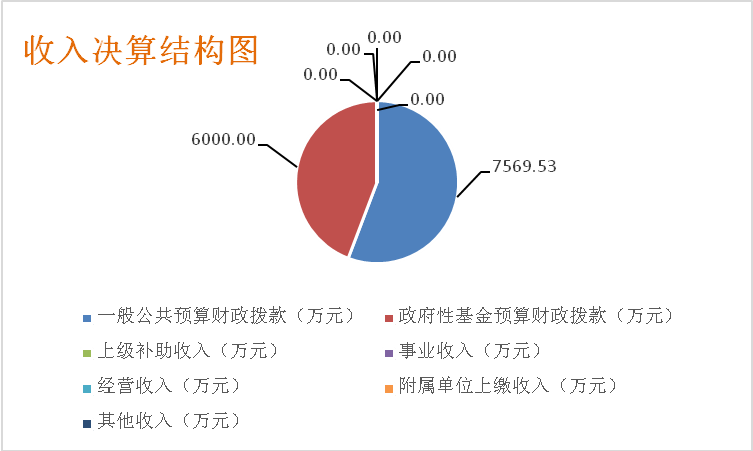 收入决算结构图
0.00
0.00
0.00
0.00
0.00
6000.00
7569.53
一般公共预算财政拨款（万元）
政府性基金预算财政拨款（万元）
上级补助收入（万元）
事业收入（万元）
经营收入（万元）
附属单位上缴收入（万元）
其他收入（万元）